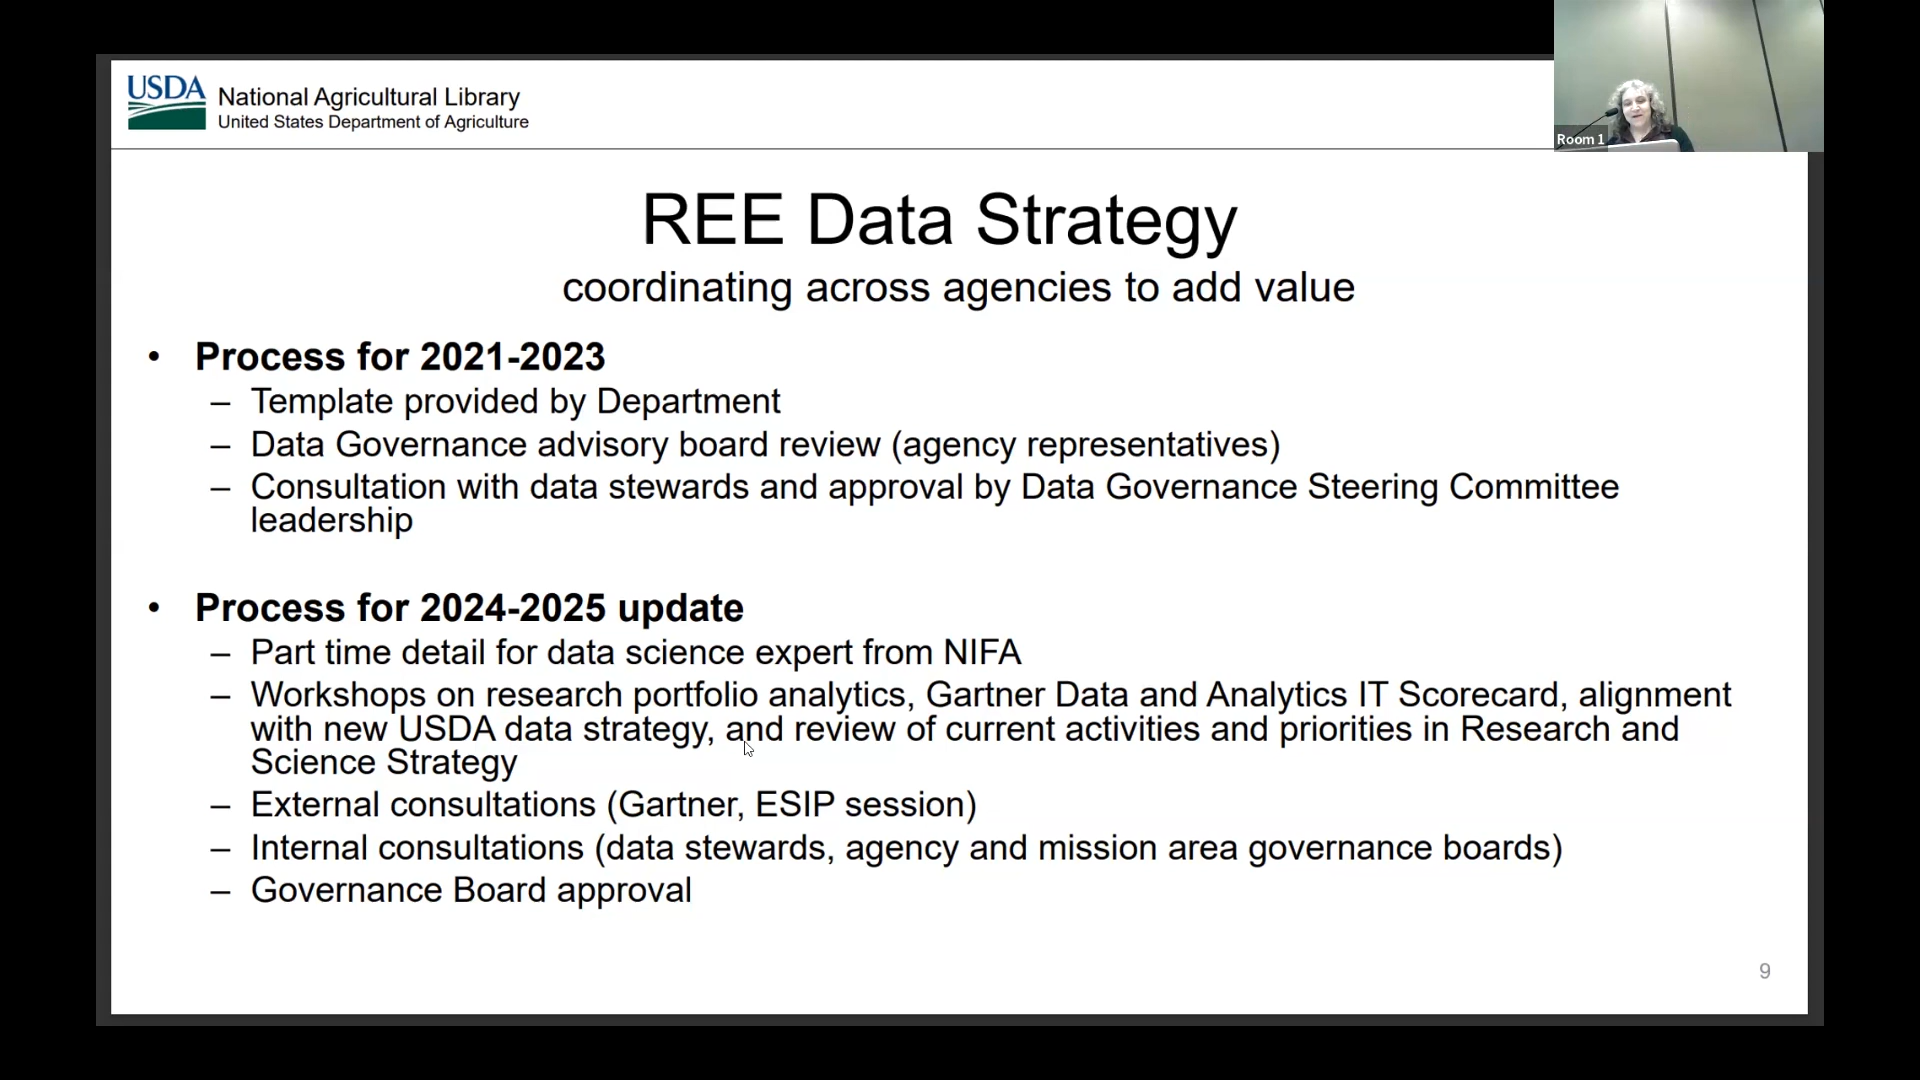 USDA
National Agricultural Library
United States Department of Agriculture
Room 1
REE Data Strategy
coordinating across agencies to add value
• Process for 2021-2023
– Template provided by Department
– Data Governance advisory board review (agency representatives)
– Consultation with data stewards and approval by Data Governance Steering Committee
leadership
• Process for 2024-2025 update
– Part time detail for data science expert from NIFA
– Workshops on research portfolio analytics, Gartner Data and Analytics IT Scorecard, alignment
with new USDA data strategy, and review of current activities and priorities in Research and
Science Strategy
– External consultations (Gartner, ESIP session)
– Internal consultations (data stewards, agency and mission area governance boards)
– Governance Board approval
9